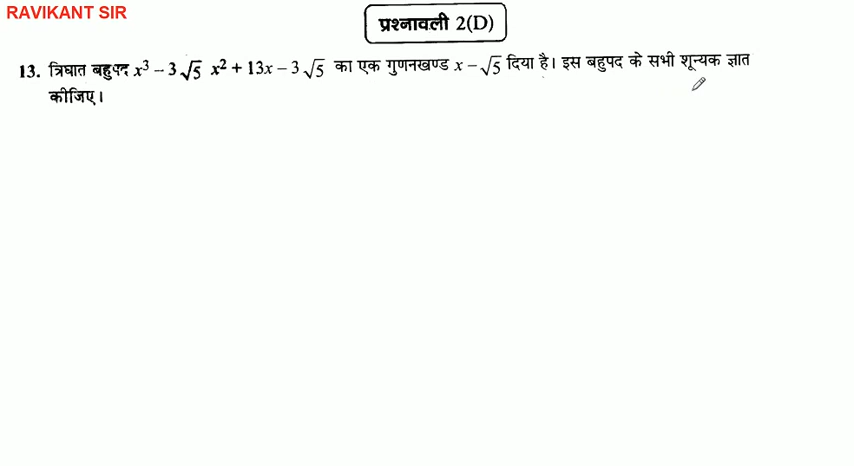 RAVIKANT SIR
प्रश्नावली 2(D)
13. त्रिघात बहुपद x³ – 3√5 x² + 13x – 3√5 का एक गुणनखण्ड x – √5 दिया है। इस बहुपद के सभी शून्यक ज्ञात
कीजिए।